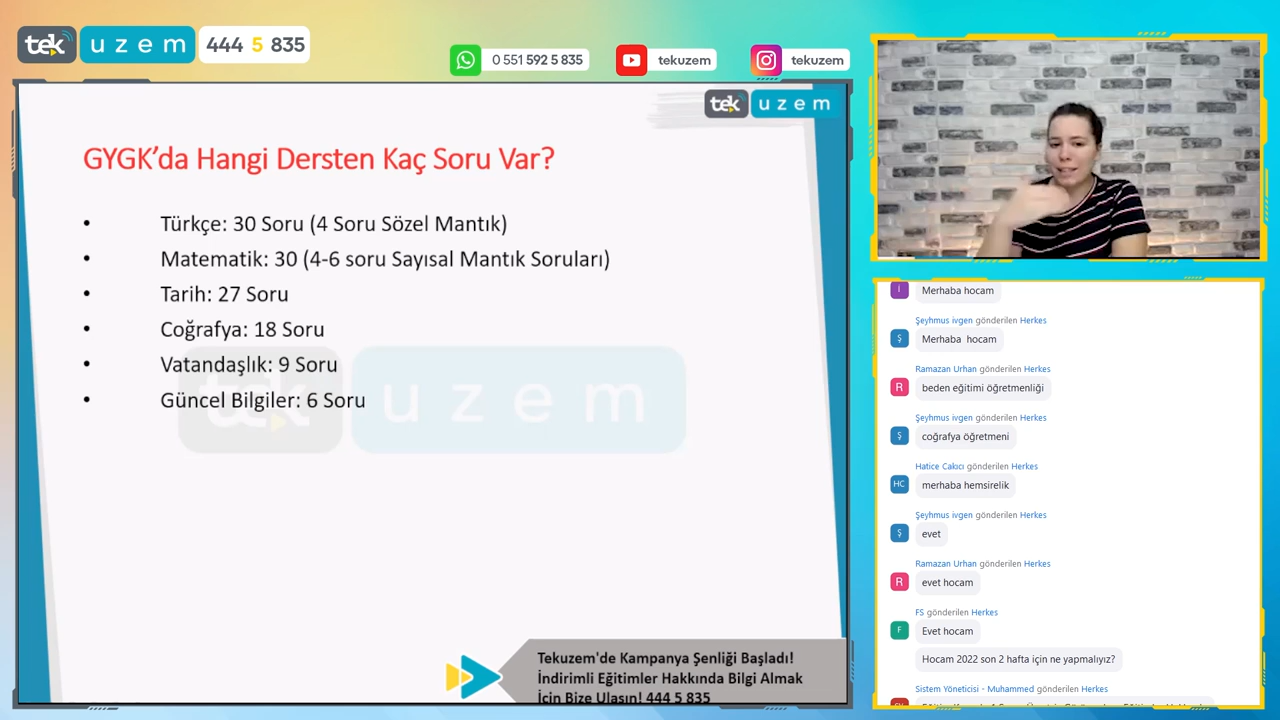 tek uzem 444 5 835
0 551 592 5 835
tekuzem
tekuzem
tek uzem
GYGK’da Hangi Dersten Kaç Soru Var?
• Türkçe: 30 Soru (4 Soru Sözel Mantık)
• Matematik: 30 (4-6 soru Sayısal Mantık Soruları)
• Tarih: 27 Soru
• Coğrafya: 18 Soru
• Vatandaşlık: 9 Soru
• Güncel Bilgiler: 6 Soru
tek uzem
Tekuzem'de Kampanya Şenliği Başladı!
İndirimli Eğitimler Hakkında Bilgi Almak
İçin Bize Ulaşın! 444 5 835
İ
Merhaba hocam
Şeyhmus ivgen gönderilen Herkes
Ş
Merhaba hocam
Ramazan Urhan gönderilen Herkes
R
beden eğitimi öğretmenliği
Şeyhmus ivgen gönderilen Herkes
Ş
coğrafya öğretmeni
Hatice Cakıcı gönderilen Herkes
HC
merhaba hemsirelik
Şeyhmus ivgen gönderilen Herkes
Ş
evet
Ramazan Urhan gönderilen Herkes
R
evet hocam
FS gönderilen Herkes
F
Evet hocam
Hocam 2022 son 2 hafta için ne yapmalıyız?
Sistem Yöneticisi - Muhammed gönderilen Herkes